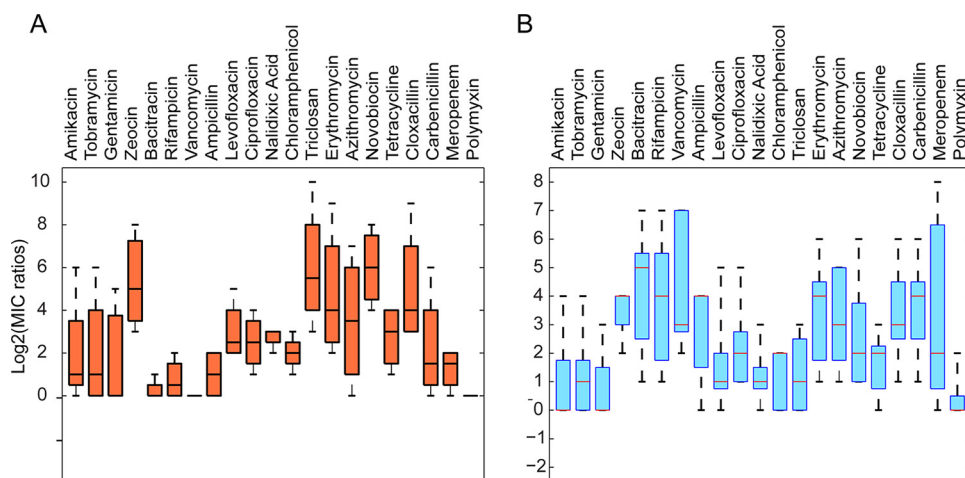 A
B
Amikacin
Tobramycin
Gentamicin
Zeocin
Bacitracin
Rifampicin
Vancomycin
Ampicillin
Levofloxacin
Ciprofloxacin
Nalidixic Acid
Chloramphenicol
Triclosan
Erythromycin
Azithromycin
Novobiocin
Tetracycline
Cloxacillin
Carbenicillin
Meropenem
Polymyxin
Log2(MIC ratios)
10
8
6
4
2
0
Amikacin
Tobramycin
Gentamicin
Zeocin
Bacitracin
Rifampicin
Vancomycin
Ampicillin
Levofloxacin
Ciprofloxacin
Nalidixic Acid
Chloramphenicol
Triclosan
Erythromycin
Azithromycin
Novobiocin
Tetracycline
Cloxacillin
Carbenicillin
Meropenem
Polymyxin
8
7
6
5
4
3
2
1
0
−1
−2